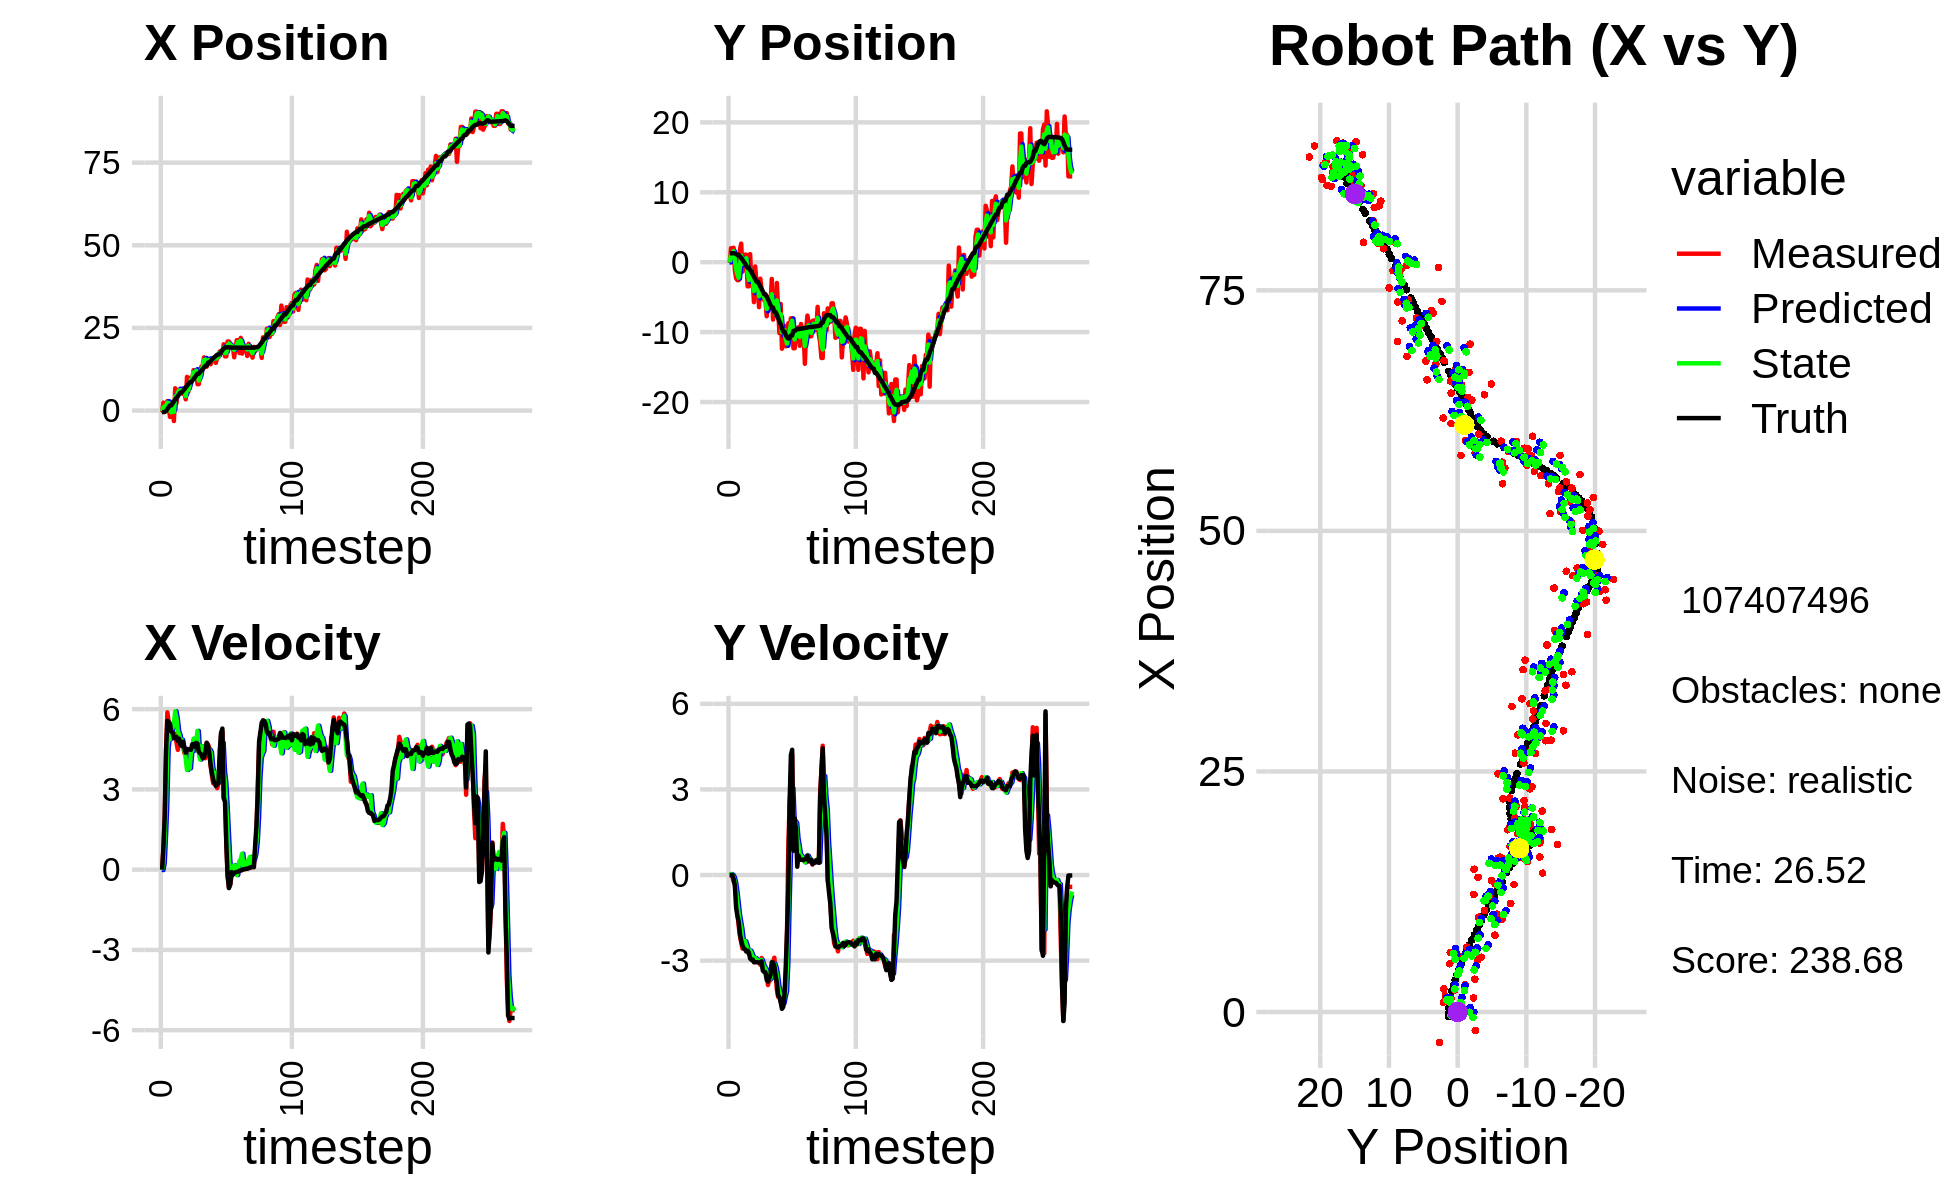 X Position
75
50
25
0
0
100
200
timestep
Y Position
20
10
0
-10
-20
0
100
200
timestep
X Velocity
6
3
0
-3
-6
0
100
200
timestep
Y Velocity
6
3
0
-3
0
100
200
timestep
Robot Path (X vs Y)
X Position
75
50
25
0
20 10 0 -10 -20
Y Position
variable
Measured
Predicted
State
Truth
107407496
Obstacles: none
Noise: realistic
Time: 26.52
Score: 238.68